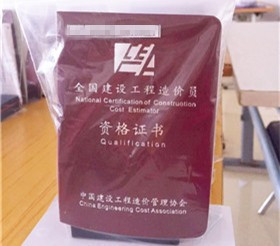 全国建设工程造价员
National Certification of Construction
Cost Estimator
资格证书
Qualification
中国建设工程造价管理协会
China Engineering Cost Association